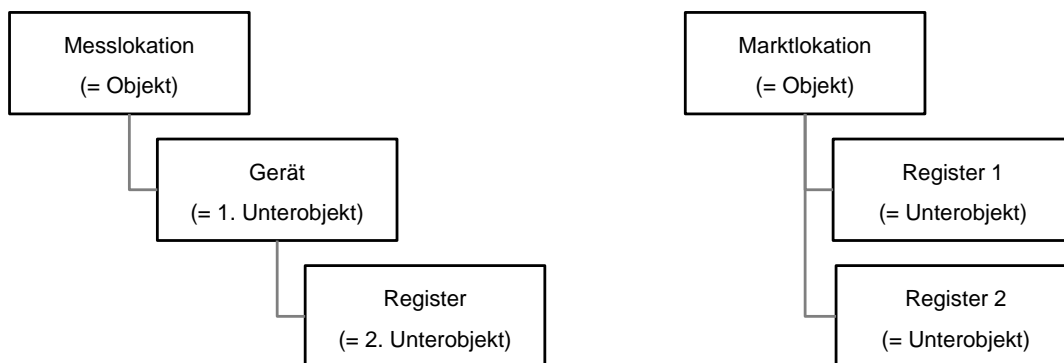 Messlokation
(= Objekt)
Gerät
(= 1. Unterobjekt)
Register
(= 2. Unterobjekt)
Marktlokation
(= Objekt)
Register 1
(= Unterobjekt)
Register 2
(= Unterobjekt)